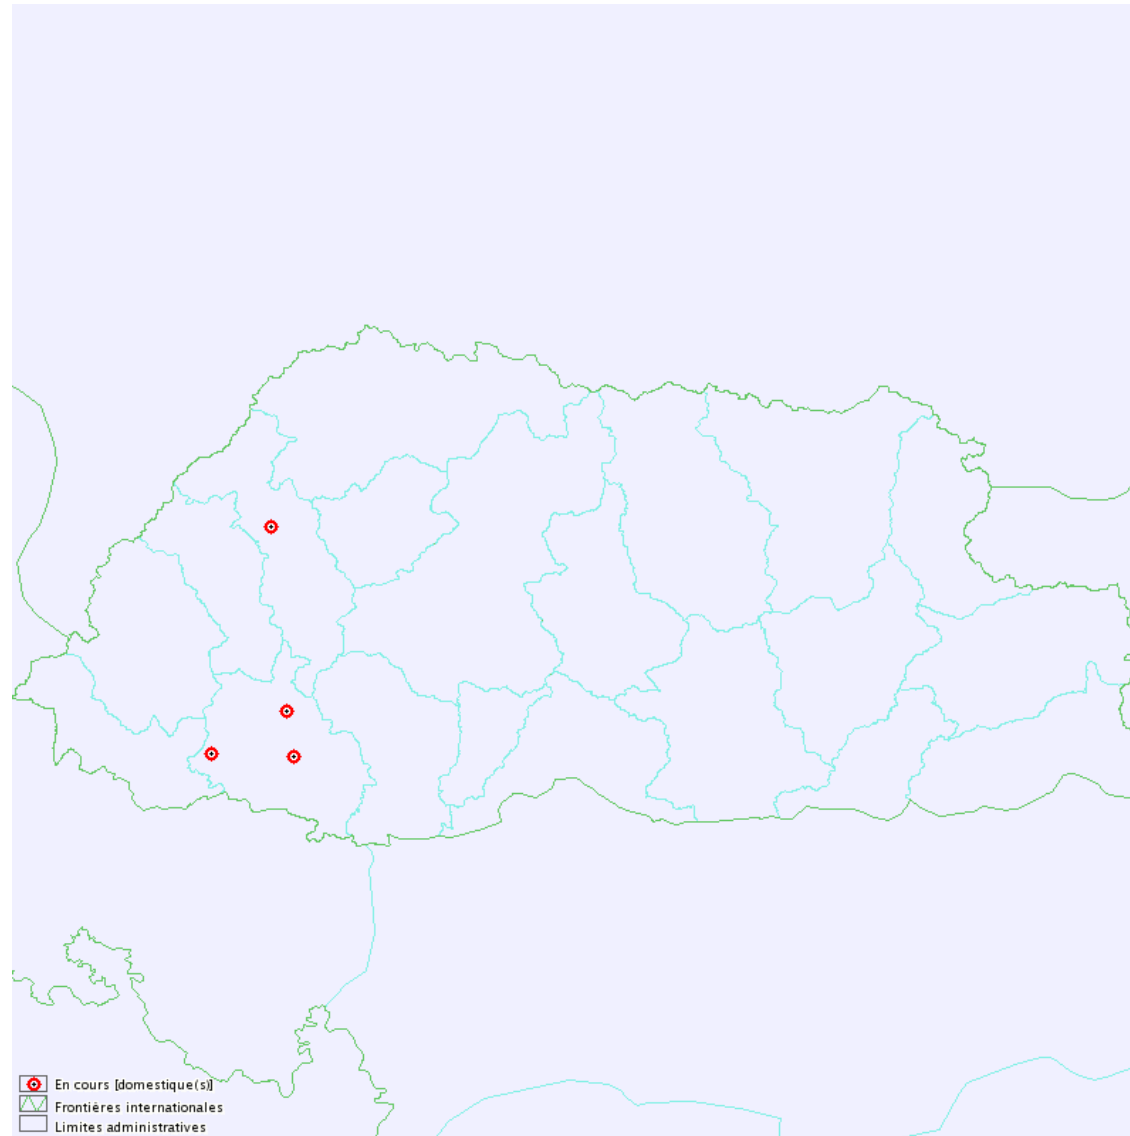 En cours [domestique(s)]
Frontières internationales
Limites administratives